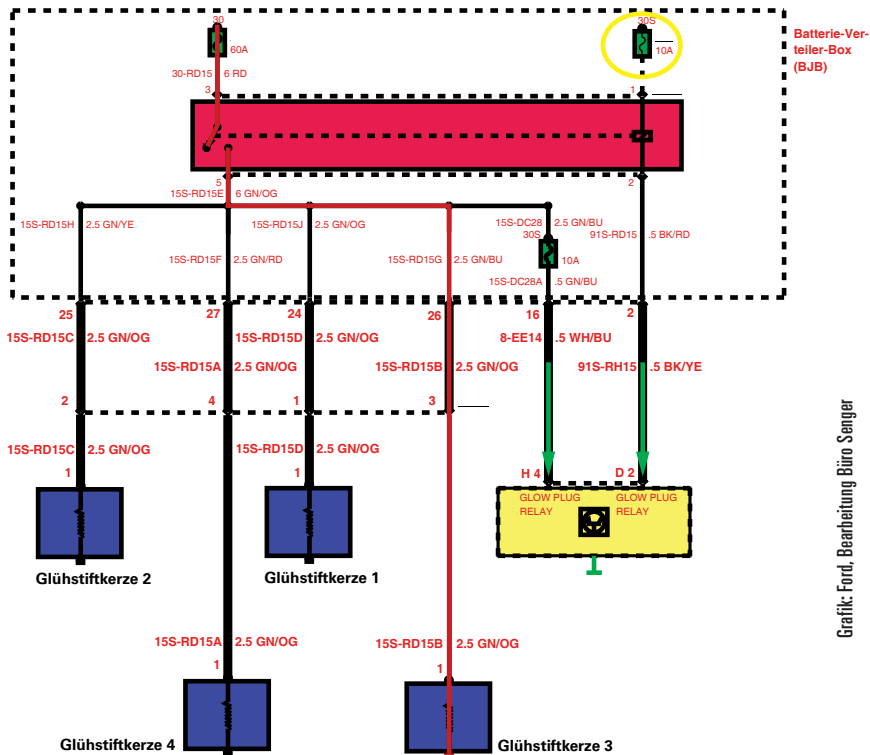 30
30S
60A
10A
Batterie-Ver-
teiler-Box
(BJB)
30-RD15 6 RD
3
1
5
2
15S-RD15E 6 GN/OG
15S-RD15H 2.5 GN/YE
15S-RD15J 2.5 GN/OG
15S-DC28 2.5 GN/BU
30S
91S-RD15 .5 BK/RD
15S-RD15F 2.5 GN/RD
15S-RD15G 2.5 GN/BU
10A
15S-DC28A .5 GN/BU
25
27
24
26
16
2
15S-RD15C 2.5 GN/OG
15S-RD15D 2.5 GN/OG
8-EE14 .5 WH/BU
15S-RD15A 2.5 GN/OG
15S-RD15B 2.5 GN/OG
91S-RH15 .5 BK/YE
2
4
1
3
15S-RD15C 2.5 GN/OG
15S-RD15D 2.5 GN/OG
1
1
H 4
D 2
GLOW PLUG
RELAY
GLOW PLUG
RELAY
Glühstiftkerze 2
Glühstiftkerze 1
15S-RD15A 2.5 GN/OG
15S-RD15B 2.5 GN/OG
1
1
Glühstiftkerze 4
Glühstiftkerze 3
Grafik: Ford, Bearbeitung Büro Senger